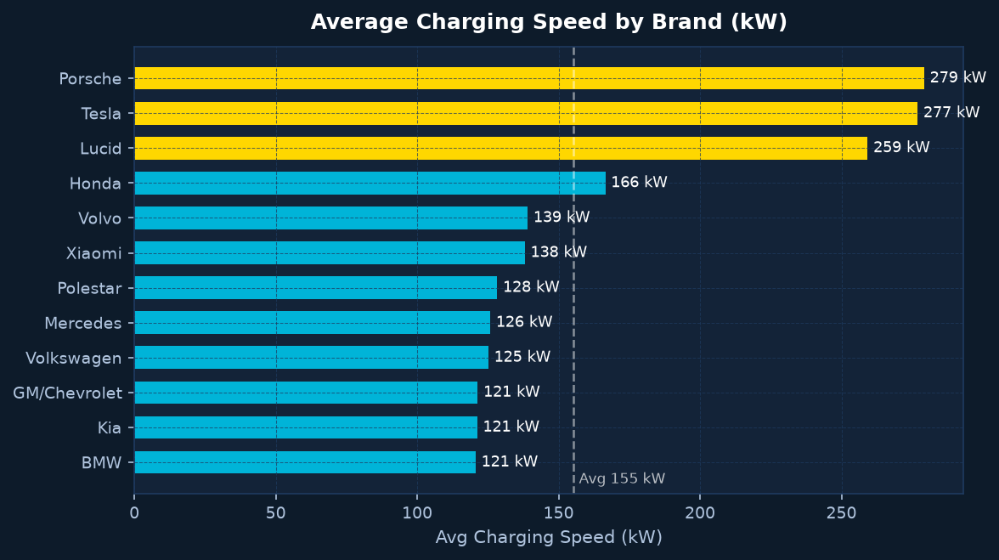 Average Charging Speed by Brand (kW)
Porsche 279 kW
Tesla 277 kW
Lucid 259 kW
Honda 166 kW
Volvo 139 kW
Xiaomi 138 kW
Polestar 128 kW
Mercedes 126 kW
Volkswagen 125 kW
GM/Chevrolet 121 kW
Kia 121 kW
BMW 121 kW
Avg 155 kW
0 50 100 150 200 250
Avg Charging Speed (kW)